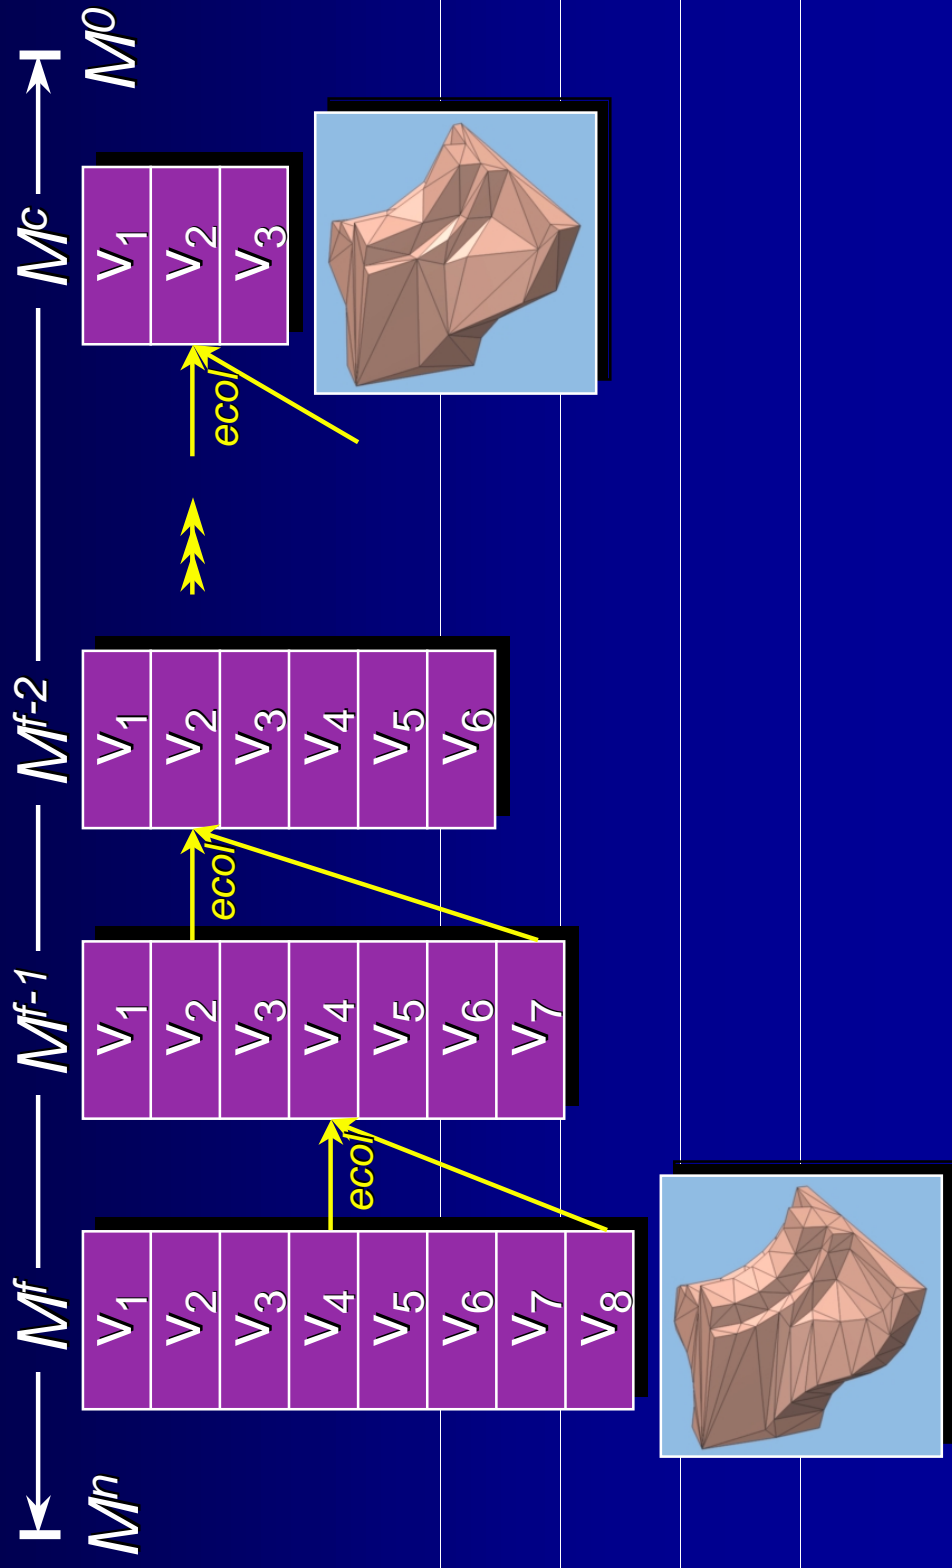 Mf Mf-1 Mf-2 Mc
Mn M0
V1 V1 V1 V1
V2 V2 V2 V2
ecol ecol
V3 V3 V3 V3
V4 V4 V4
ecol
V5 V5 V5
V6 V6 V6
V7 V7
V8